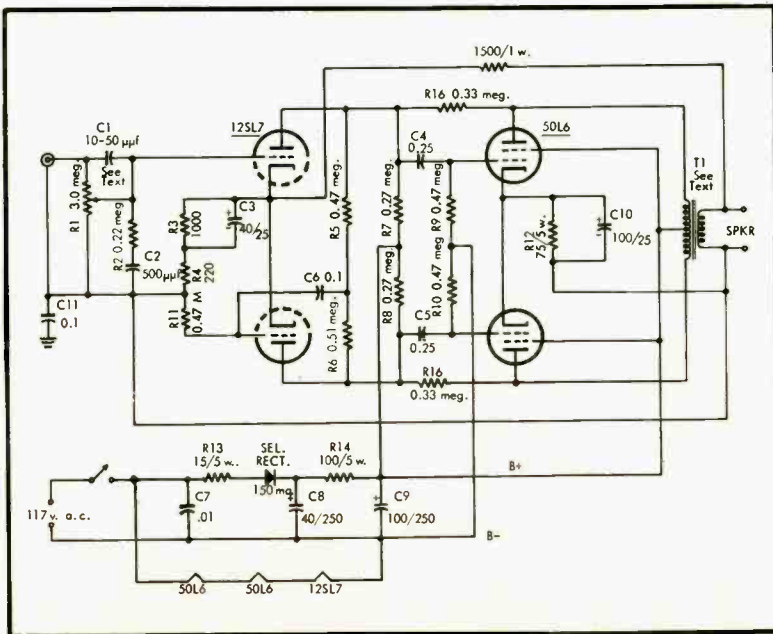 1500/1 w.
R16 0.33 meg.
C1
10-50 µµf
See
Text
12SL7
C4
0.25
50L6
T1
See
Text
R1 3.0 meg.
R2 0.22 meg.
C2
500µµf
R3
1000
C3
40/25
R4
220
R11
0.47 M
R5 0.47 meg.
C6 0.1
R6 0.51 meg.
R7 0.27 meg.
R9 0.47 meg.
R8 0.27 meg.
R10 0.47 meg.
C5
0.25
R12
75/5 w.
C10
100/25
SPKR
C11
0.1
R16
0.33 meg.
R13
15/5 w.
SEL.
RECT.
150 ma
R14
100/5 w.
B+
117 v. a.c.
C7
.01
C8
40/250
C9
100/250
B-
50L6
50L6
12SL7